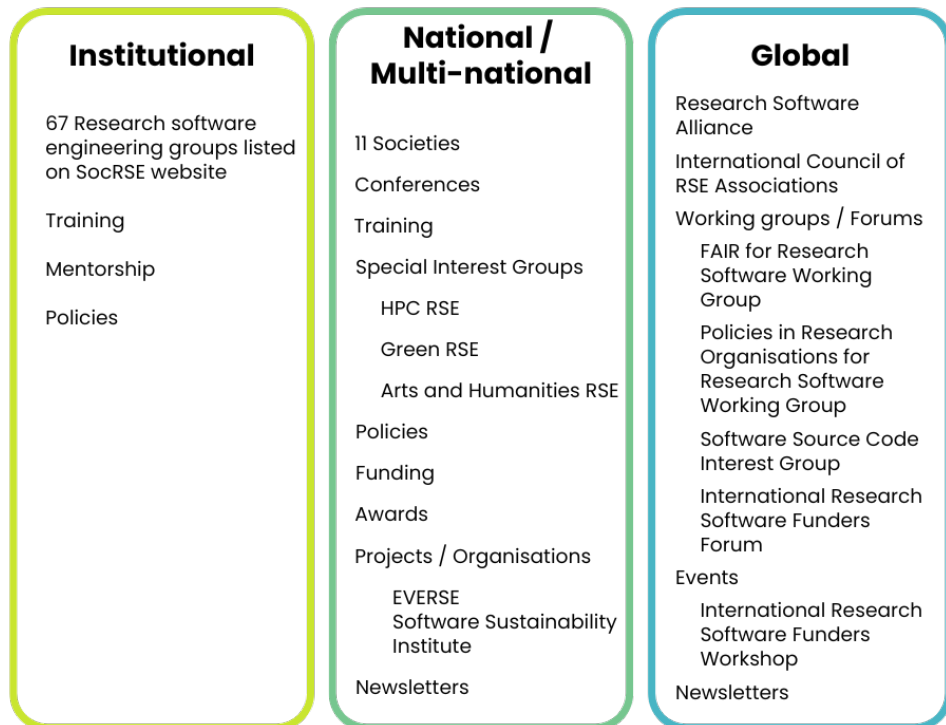 Institutional
67 Research software
engineering groups listed
on SocRSE website
Training
Mentorship
Policies
National /
Multi-national
11 Societies
Conferences
Training
Special Interest Groups
HPC RSE
Green RSE
Arts and Humanities RSE
Policies
Funding
Awards
Projects / Organisations
EVERSE
Software Sustainability
Institute
Newsletters
Global
Research Software
Alliance
International Council of
RSE Associations
Working groups / Forums
FAIR for Research
Software Working
Group
Policies in Research
Organisations for
Research Software
Working Group
Software Source Code
Interest Group
International Research
Software Funders
Forum
Events
International Research
Software Funders
Workshop
Newsletters